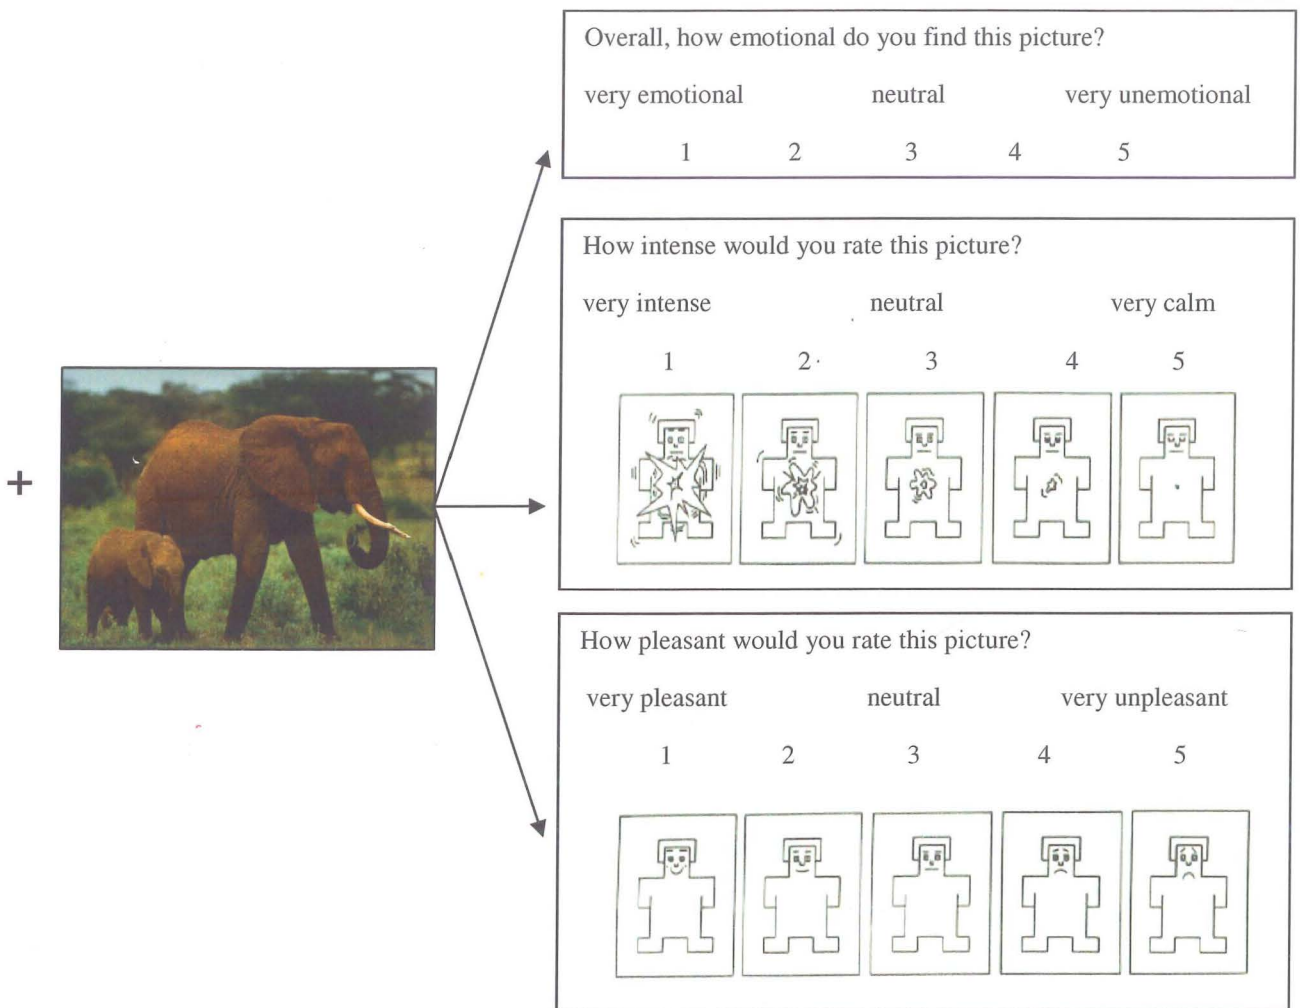 Overall, how emotional do you find this picture?
very emotional neutral very unemotional
1 2 3 4 5
How intense would you rate this picture?
very intense neutral very calm
1 2 3 4 5
+
How pleasant would you rate this picture?
very pleasant neutral very unpleasant
1 2 3 4 5